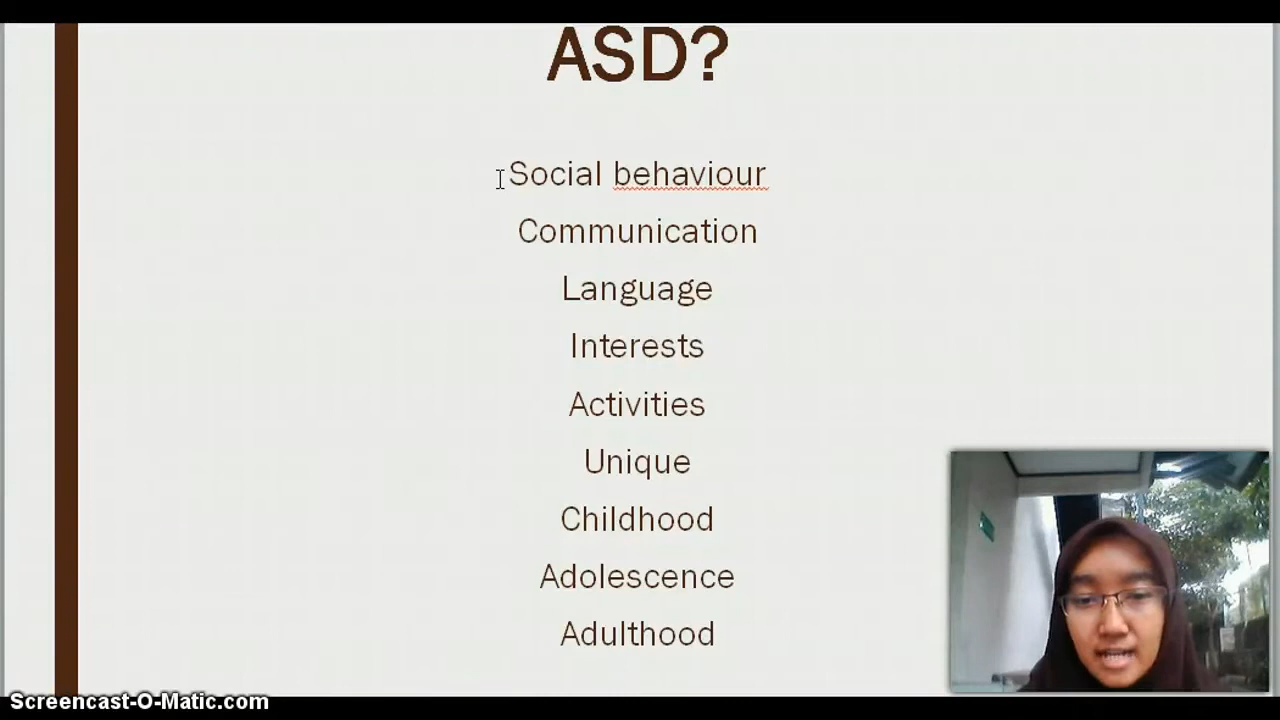 ASD?
Social behaviour
Communication
Language
Interests
Activities
Unique
Childhood
Adolescence
Adulthood
Screencast-O-Matic.com